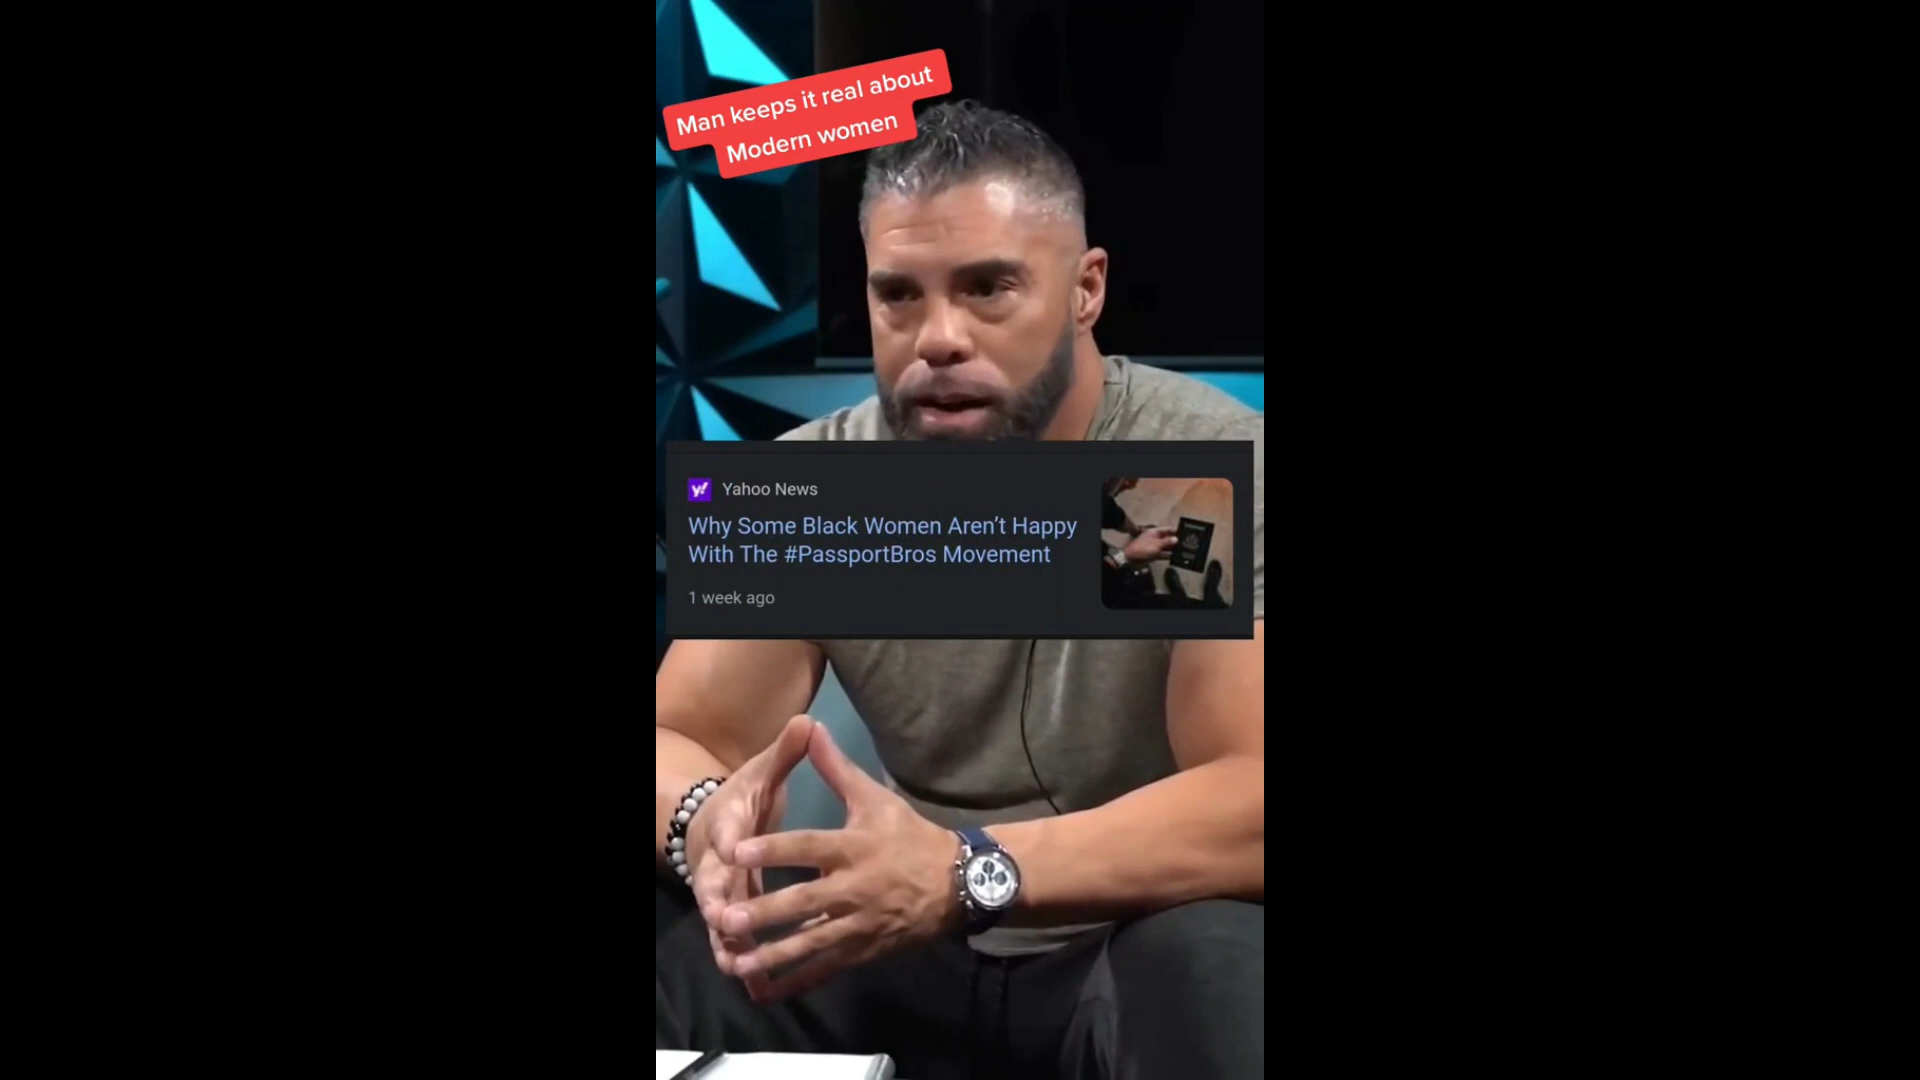 Man keeps it real about
Modern women
y!
Yahoo News
Why Some Black Women Aren’t Happy
With The #PassportBros Movement
1 week ago